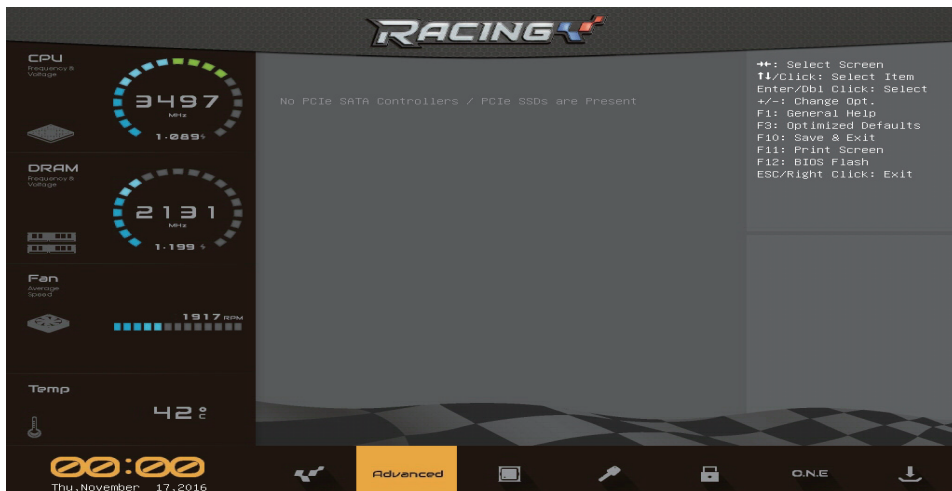 RACING
CPU
Frequency &
Voltage
3497
MHz
1.089
DRAM
Frequency &
Voltage
2131
MHz
1.199
Fan
Average
Speed
1917 RPM
Temp
42 °C
00:00
Thu.November 17.2016
No PCIe SATA Controllers / PCIe SSDs are Present
→←: Select Screen
↑↓/Click: Select Item
Enter/Dbl Click: Select
+/-: Change Opt.
F1: General Help
F3: Optimized Defaults
F10: Save & Exit
F11: Print Screen
F12: BIOS Flash
ESC/Right Click: Exit
Advanced
O.N.E